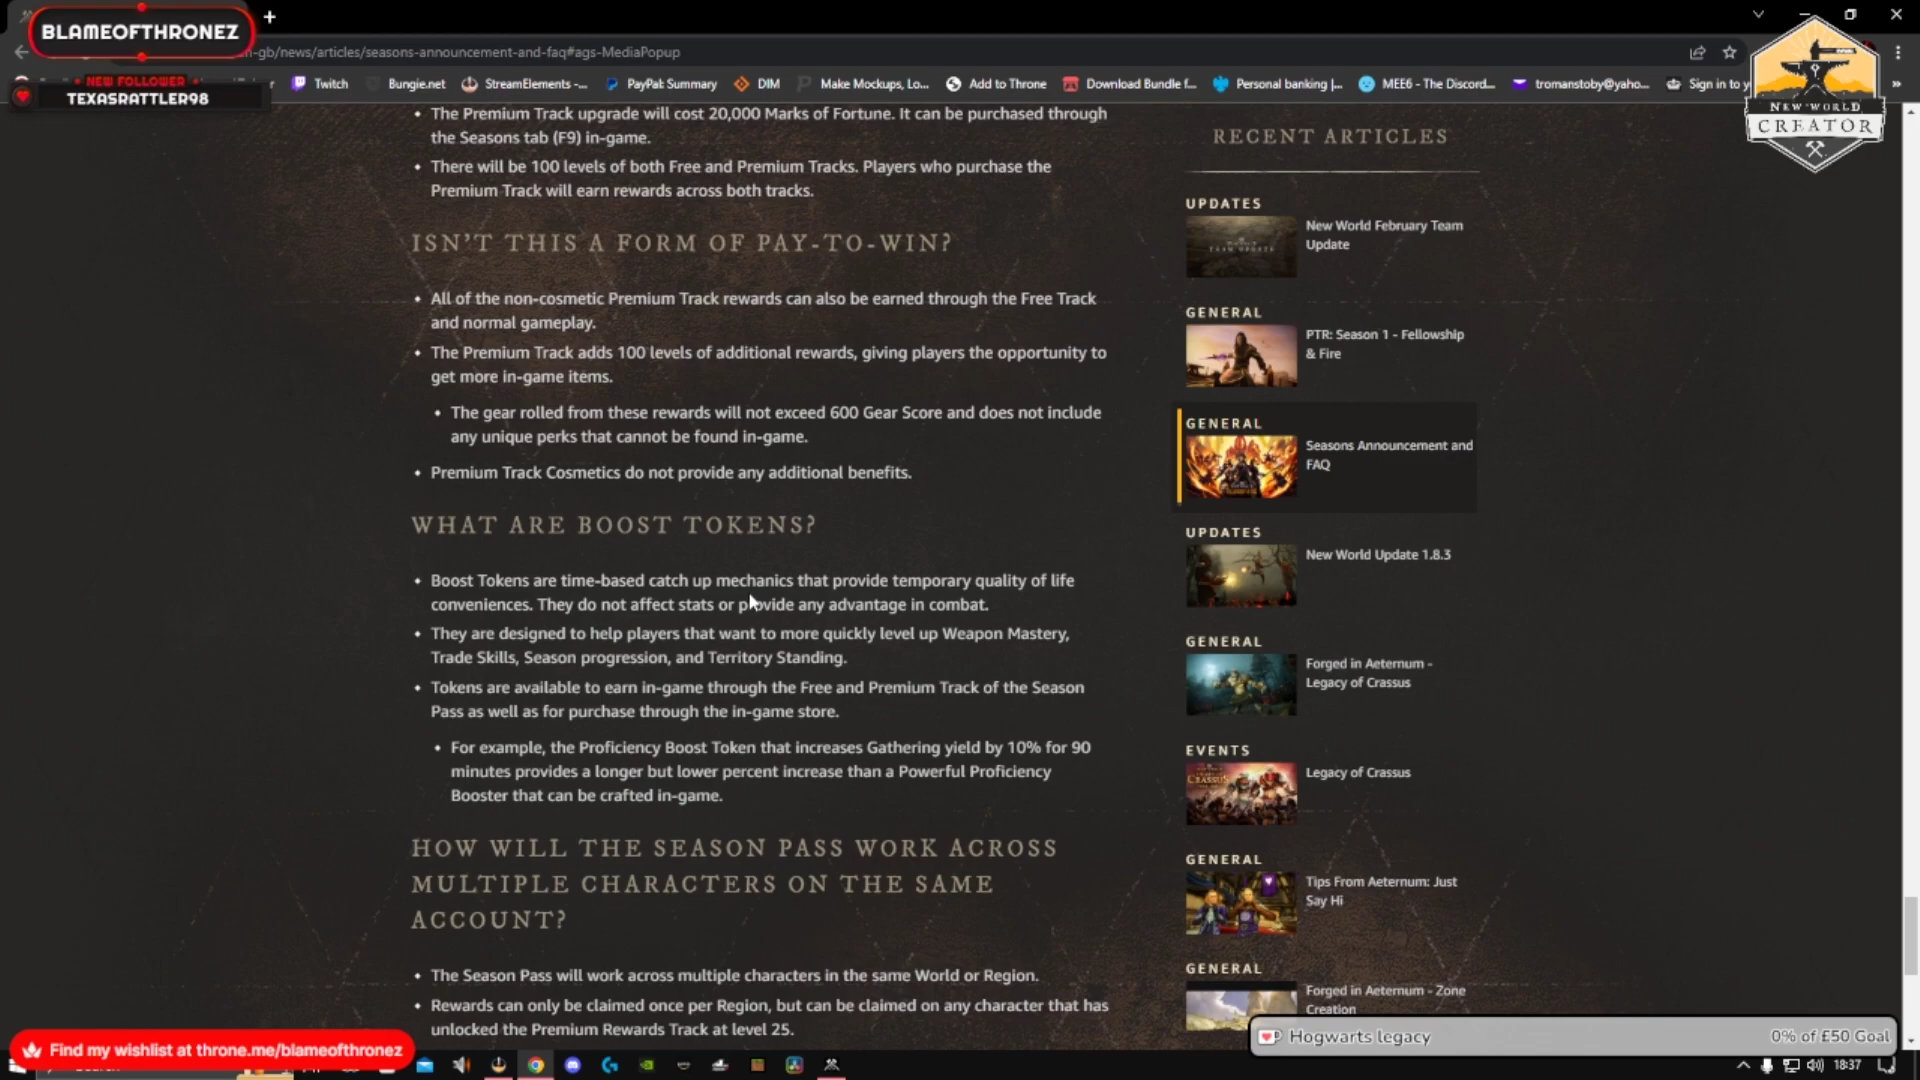 BLAMEOFTHRONEZ
NEW FOLLOWER
TEXASRATTLER98
-gb/news/articles/seasons-announcement-and-faq#ags-MediaPopup
Twitch
Bungie.net
StreamElements -...
PayPal: Summary
DIM
Make Mockups, Lo...
Add to Throne
Download Bundle f...
Personal banking |...
MEE6 - The Discord...
tromanstoby@yaho...
Sign in to y
NEW WORLD
CREATOR
The Premium Track upgrade will cost 20,000 Marks of Fortune. It can be purchased through
the Seasons tab (F9) in-game.
There will be 100 levels of both Free and Premium Tracks. Players who purchase the
Premium Track will earn rewards across both tracks.
ISN'T THIS A FORM OF PAY-TO-WIN?
All of the non-cosmetic Premium Track rewards can also be earned through the Free Track
and normal gameplay.
The Premium Track adds 100 levels of additional rewards, giving players the opportunity to
get more in-game items.
The gear rolled from these rewards will not exceed 600 Gear Score and does not include
any unique perks that cannot be found in-game.
Premium Track Cosmetics do not provide any additional benefits.
WHAT ARE BOOST TOKENS?
Boost Tokens are time-based catch up mechanics that provide temporary quality of life
conveniences. They do not affect stats or provide any advantage in combat.
They are designed to help players that want to more quickly level up Weapon Mastery,
Trade Skills, Season progression, and Territory Standing.
Tokens are available to earn in-game through the Free and Premium Track of the Season
Pass as well as for purchase through the in-game store.
For example, the Proficiency Boost Token that increases Gathering yield by 10% for 90
minutes provides a longer but lower percent increase than a Powerful Proficiency
Booster that can be crafted in-game.
HOW WILL THE SEASON PASS WORK ACROSS
MULTIPLE CHARACTERS ON THE SAME
ACCOUNT?
The Season Pass will work across multiple characters in the same World or Region.
Rewards can only be claimed once per Region, but can be claimed on any character that has
unlocked the Premium Rewards Track at level 25.
RECENT ARTICLES
UPDATES
New World February Team
Update
GENERAL
PTR: Season 1 - Fellowship
& Fire
GENERAL
Seasons Announcement and
FAQ
UPDATES
New World Update 1.8.3
GENERAL
Forged in Aeternum -
Legacy of Crassus
EVENTS
Legacy of Crassus
GENERAL
Tips From Aeternum: Just
Say Hi
GENERAL
Forged in Aeternum - Zone
Creation
Find my wishlist at throne.me/blameofthronez
Hogwarts legacy
0% of £50 Goal
18:37